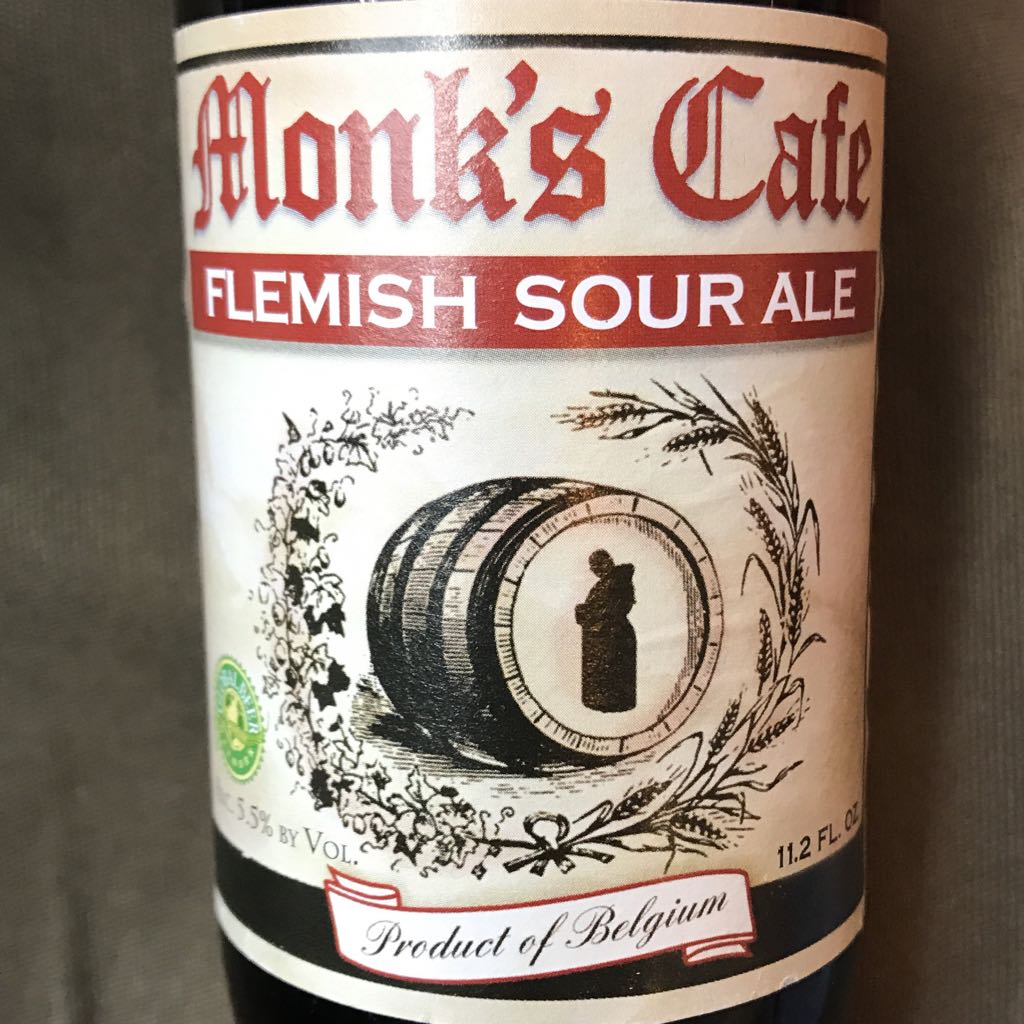 Monk's Cafe
FLEMISH SOUR ALE
5.5% BY VOL.
11.2 FL. OZ
Product of Belgium